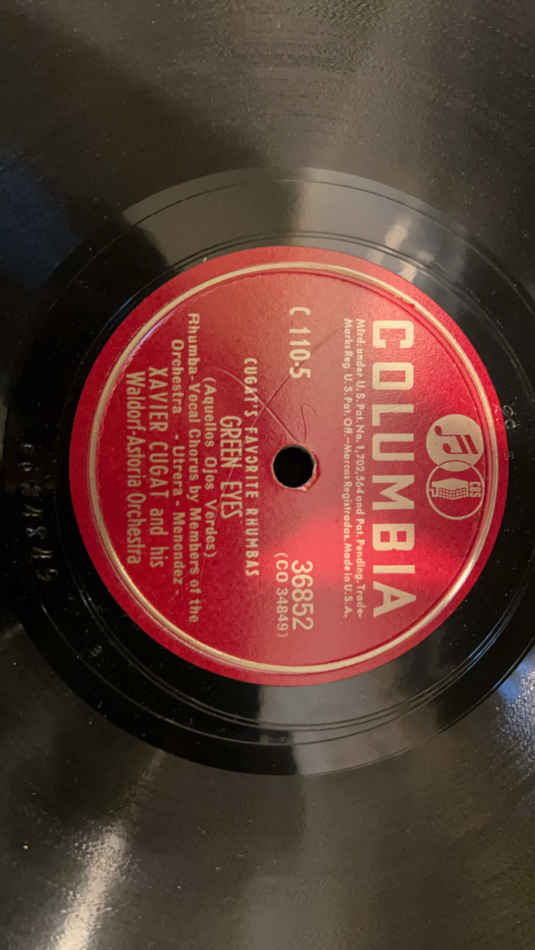 CBS
COLUMBIA
Mfrd. under U.S. Pat. No. 1,702,564 and Pat. Pending. Trade-
Marks Reg. U.S. Pat. Off.—Marcas Registradas. Made in U.S.A.
C 110-5
36852
(CO 34849)
CUGAT'S FAVORITE RHUMBAS
GREEN EYES
(Aquellos Ojos Verdes)
Rhumba - Vocal Chorus by Members of the
Orchestra - Utrera - Menendez -
XAVIER CUGAT and his
Waldorf-Astoria Orchestra